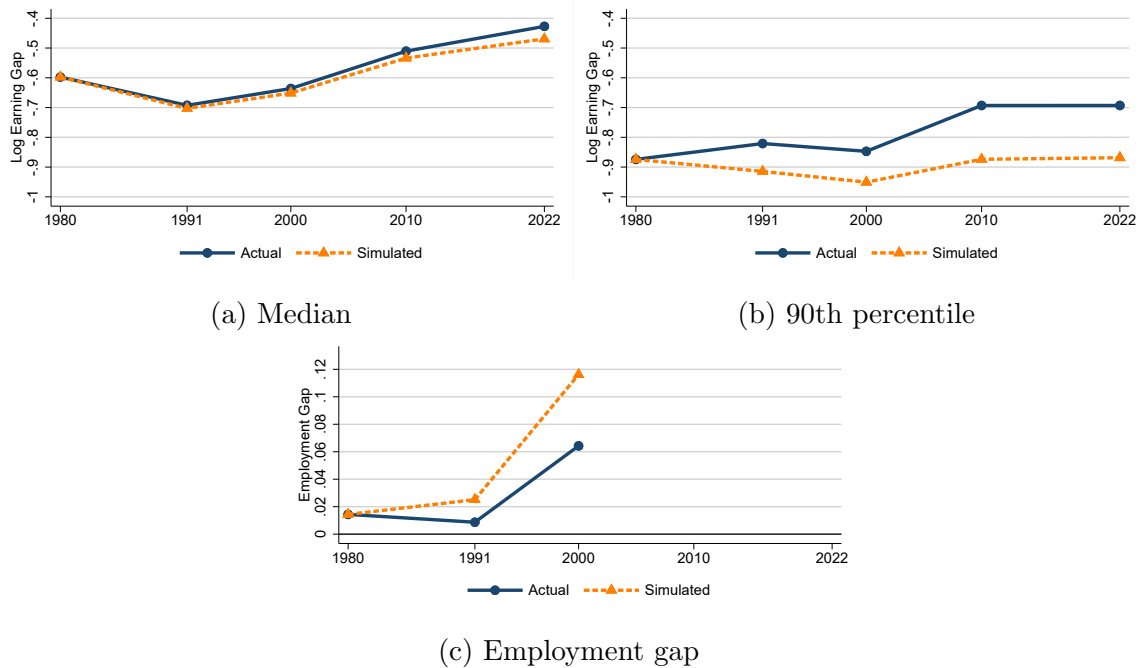 Log Earning Gap
-.4
-.5
-.6
-.7
-.8
-.9
-1
1980 1991 2000 2010 2022
Actual Simulated
(a) Median
Log Earning Gap
-.4
-.5
-.6
-.7
-.8
-.9
-1
1980 1991 2000 2010 2022
Actual Simulated
(b) 90th percentile
Employment Gap
.12
.1
.08
.06
.04
.02
0
1980 1991 2000 2010 2022
Actual Simulated
(c) Employment gap